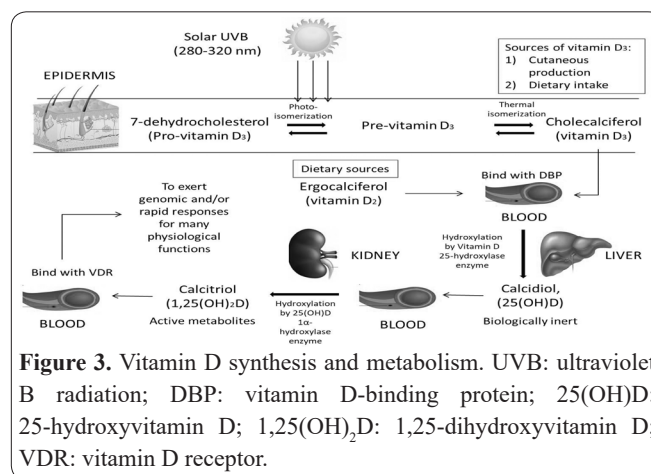 Solar UVB
(280-320 nm)
Sources of vitamin D₃:
1) Cutaneous
production
2) Dietary intake
EPIDERMIS
7-dehydrocholesterol
(Pro-vitamin D₃)
Photo-
isomerization
Pre-vitamin D₃
Thermal
isomerization
Cholecalciferol
(vitamin D₃)
Dietary sources
Ergocalciferol
(vitamin D₂)
Bind with DBP
BLOOD
To exert
genomic and/or
rapid responses
for many
physiological
functions
Hydroxylation
by Vitamin D
25-hydroxylase
enzyme
LIVER
KIDNEY
Bind with VDR
BLOOD
Calcitriol
(1,25(OH)₂D)
Active metabolites
Hydroxylation
by 25(OH)D
1α-
hydroxylase
enzyme
BLOOD
Calcidiol,
(25(OH)D)
Biologically inert
Figure 3. Vitamin D synthesis and metabolism. UVB: ultraviolet
B radiation; DBP: vitamin D-binding protein; 25(OH)D:
25-hydroxyvitamin D; 1,25(OH)₂D: 1,25-dihydroxyvitamin D;
VDR: vitamin D receptor.